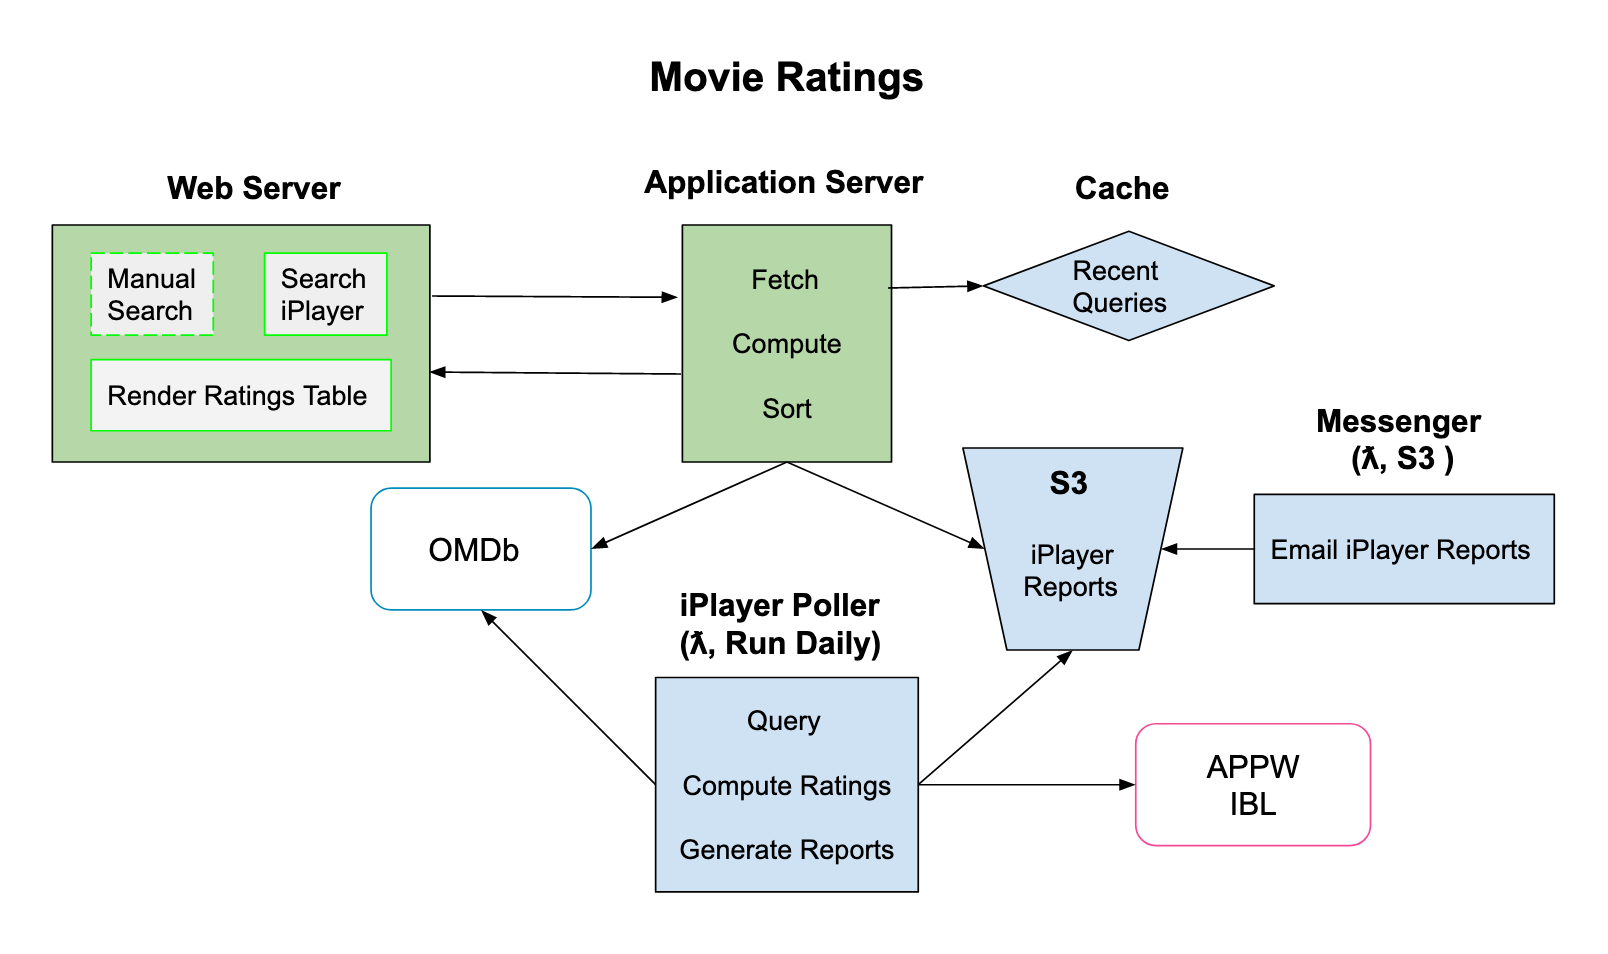 Movie Ratings
Web Server
Application Server
Cache
Manual
Search
Search
iPlayer
Render Ratings Table
Fetch
Compute
Sort
Recent
Queries
Messenger
(ƛ, S3 )
S3
iPlayer
Reports
Email iPlayer Reports
OMDb
iPlayer Poller
(ƛ, Run Daily)
Query
Compute Ratings
Generate Reports
APPW
IBL